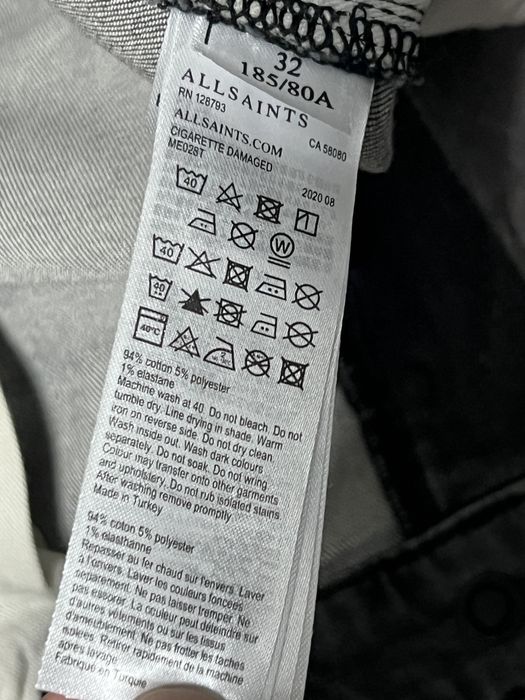 32
185/80A
ALLSAINTS
RN 128793 CA 58080
ALLSAINTS.COM
CIGARETTE DAMAGED
ME028T 2020 08
40
W
40
40
40°C
94% cotton 5% polyester
1% elastane
Machine wash at 40. Do not bleach. Do not
tumble dry. Line drying in shade. Warm
iron on reverse side. Do not dry clean.
Wash inside out. Wash dark colours
separately. Do not soak. Do not wring.
Colour may transfer onto other garments
and upholstery. Do not rub isolated stains.
After washing remove promptly
Made in Turkey
94% coton 5% polyester
1% élasthanne
Repasser au fer chaud sur l'envers. Laver
à l'envers. Laver les couleurs foncées
séparément. Ne pas laisser tremper. Ne
pas essorer. La couleur peut déteindre sur
d'autres vêtements ou sur les tissus
d'ameublement. Ne pas frotter les taches
isolées. Retirer rapidement de la machine
après lavage.
Fabriqué en Turquie